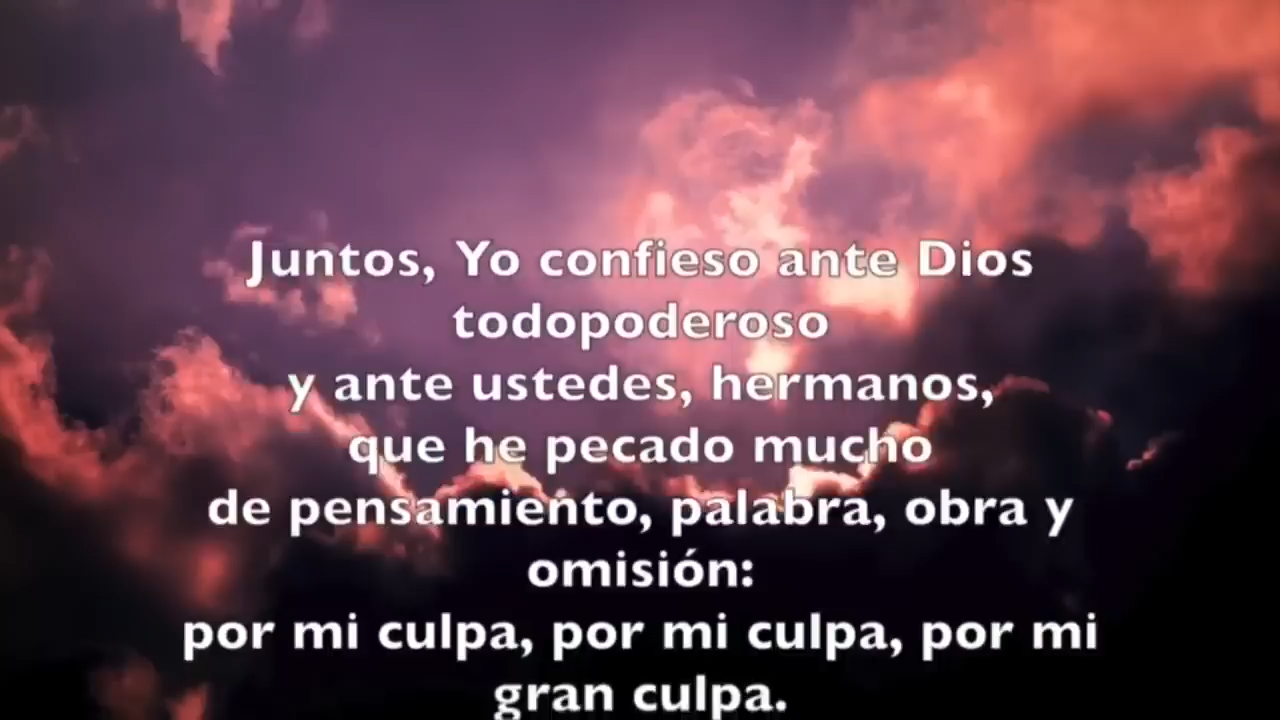 Juntos, Yo confieso ante Dios
todopoderoso
y ante ustedes, hermanos,
que he pecado mucho
de pensamiento, palabra, obra y
omisión:
por mi culpa, por mi culpa, por mi
gran culpa.